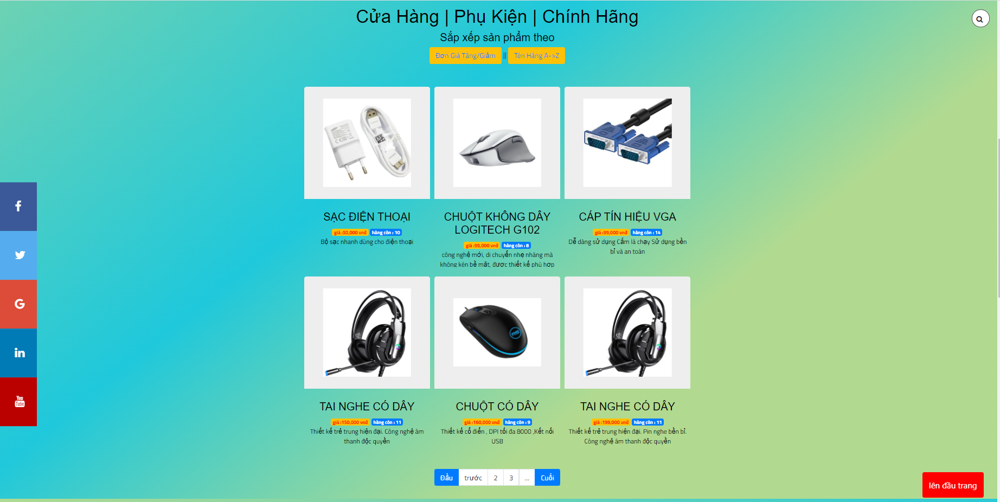 Cửa Hàng | Phụ Kiện | Chính Hãng
Sắp xếp sản phẩm theo
Đơn Giá Tăng/Giảm || Tên Hàng A->Z
SẠC ĐIỆN THOẠI
giá :50,000 vnđ hàng còn : 10
Bộ sạc nhanh dùng cho điện thoại
CHUỘT KHÔNG DÂY
LOGITECH G102
giá :99,000 vnđ hàng còn : 8
công nghệ mới, di chuyển nhẹ nhàng mà
không kén bề mặt, được thiết kế phù hợp
CÁP TÍN HIỆU VGA
giá :99,000 vnđ hàng còn : 14
Dễ dàng sử dụng Cắm là chạy Sử dụng bền
bỉ và an toàn
TAI NGHE CÓ DÂY
giá :150,000 vnđ hàng còn : 11
Thiết kế trẻ trung hiện đại. Công nghệ âm
thanh độc quyền
CHUỘT CÓ DÂY
giá :160,000 vnđ hàng còn : 9
Thiết kế cổ điển , DPI tối đa 8000 ,Kết nối
USB
TAI NGHE CÓ DÂY
giá :199,000 vnđ hàng còn : 11
Thiết kế trẻ trung hiện đại. Pin nghe bền bỉ.
Công nghệ âm thanh độc quyền
You
Tube
Đầu trước 2 3 ... Cuối
lên đầu trang